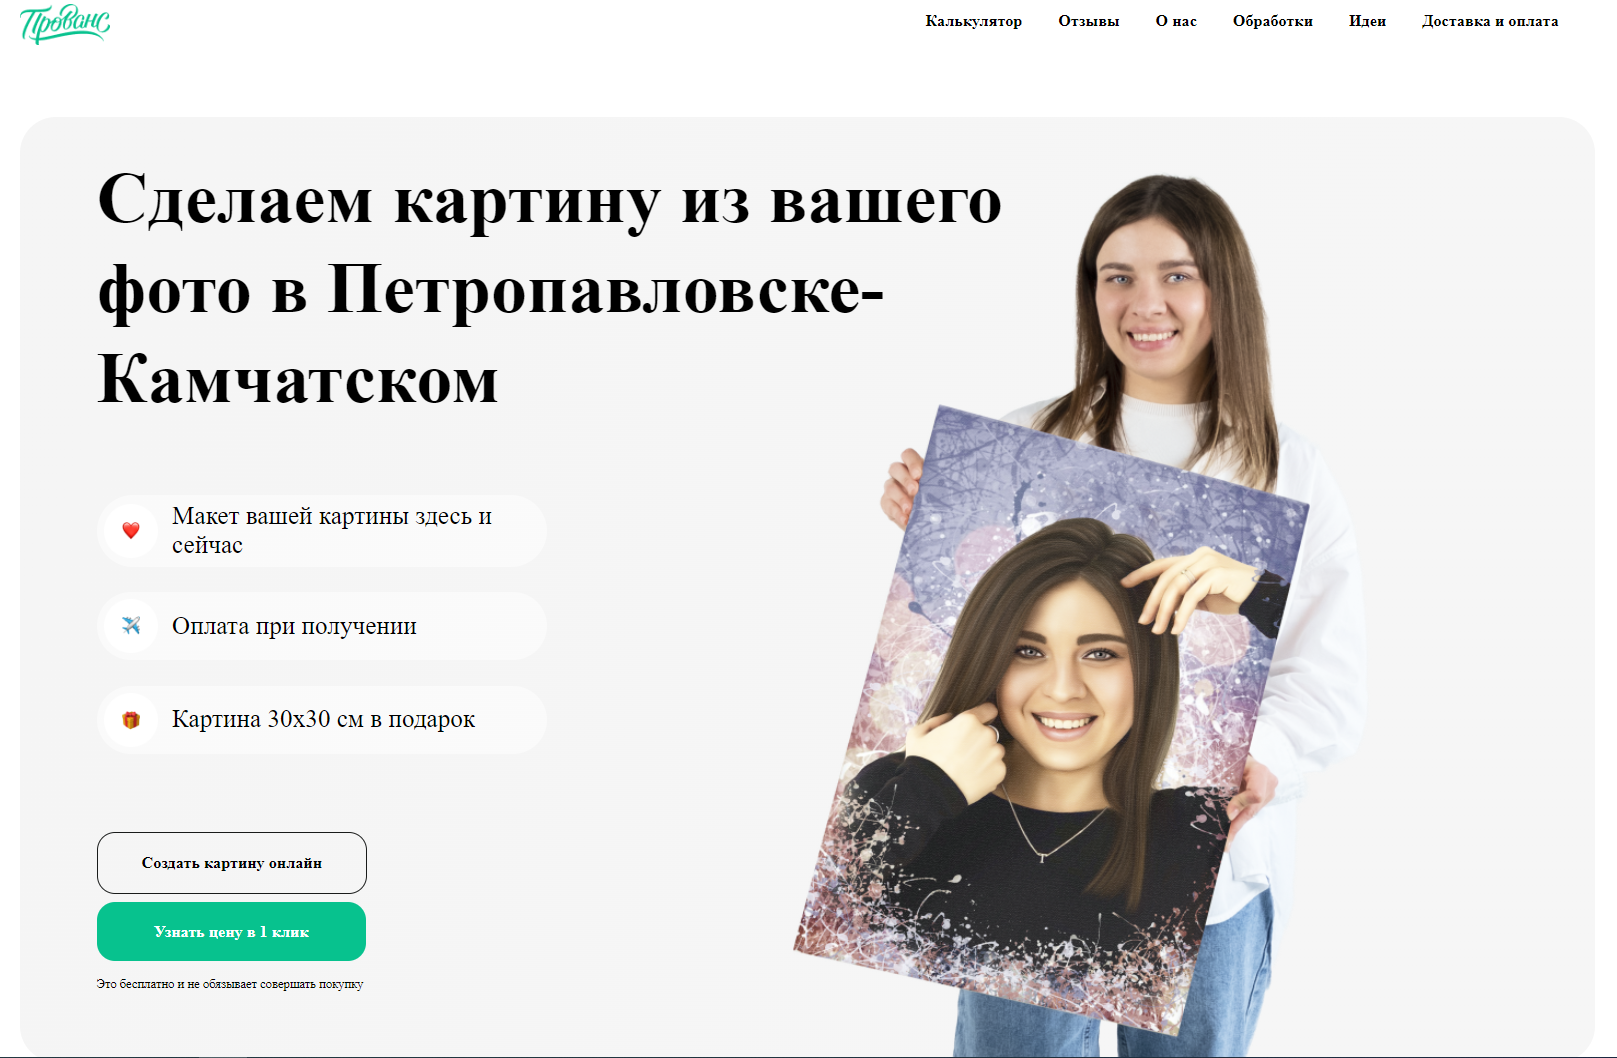 Прованс
Калькулятор Отзывы О нас Обработки Идеи Доставка и оплата
Сделаем картину из вашего
фото в Петропавловске-
Камчатском
Макет вашей картины здесь и
сейчас
Оплата при получении
Картина 30х30 см в подарок
Создать картину онлайн
Узнать цену в 1 клик
Это бесплатно и не обязывает совершать покупку